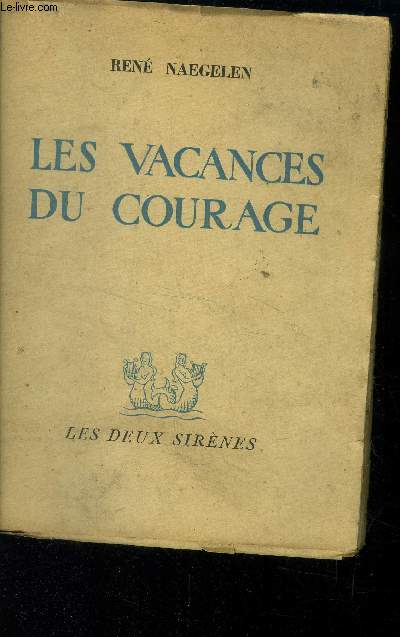 Le-livre.com
RENÉ NAEGELEN
LES VACANCES
DU COURAGE
LES DEUX SIRÈNES